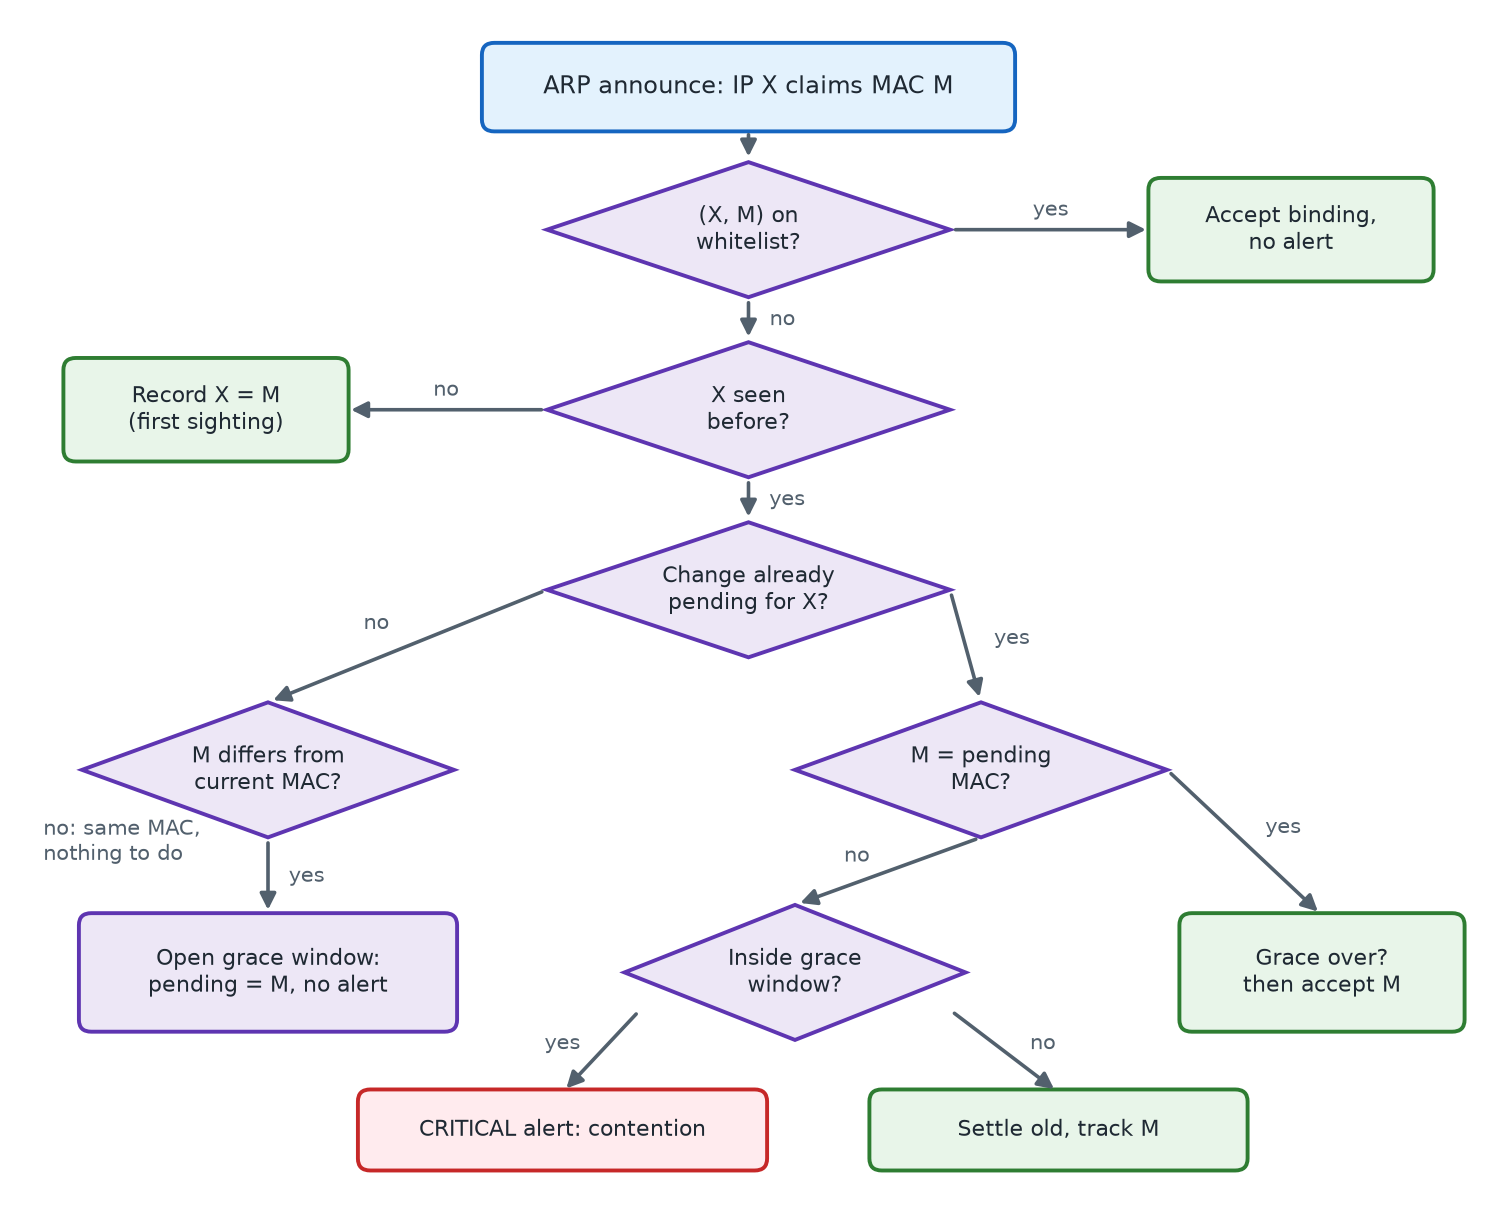 ARP announce: IP X claims MAC M
(X, M) on
whitelist?
yes
Accept binding,
no alert
no
Record X = M
(first sighting)
no
X seen
before?
yes
Change already
pending for X?
no
yes
M differs from
current MAC?
M = pending
MAC?
no: same MAC,
nothing to do
yes
no
yes
Open grace window:
pending = M, no alert
Inside grace
window?
Grace over?
then accept M
yes
no
CRITICAL alert: contention
Settle old, track M